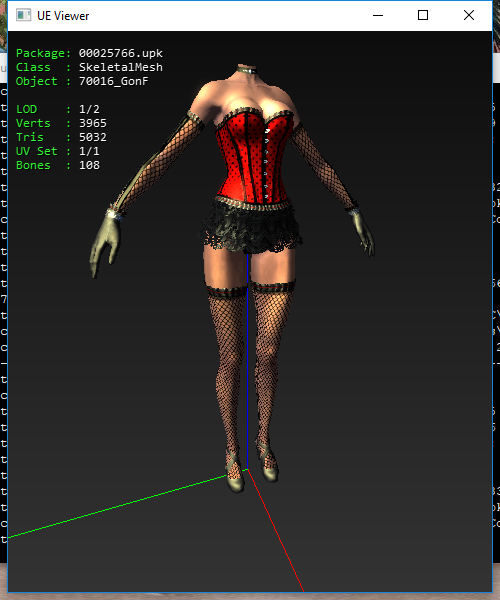 UE Viewer
Package: 00025766.upk
Class  : SkeletalMesh
Object : 70016_GonF
LOD    : 1/2
Verts  : 3965
Tris   : 5032
UV Set : 1/1
Bones  : 108